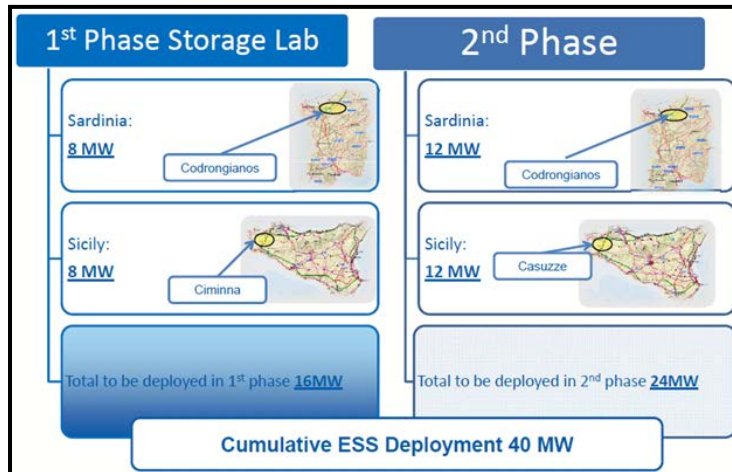 1st Phase Storage Lab
Sardinia:
8 MW
Codrongianos
Sicily:
8 MW
Ciminna
Total to be deployed in 1st phase 16MW
2nd Phase
Sardinia:
12 MW
Codrongianos
Sicily:
12 MW
Casuzze
Total to be deployed in 2nd phase 24MW
Cumulative ESS Deployment 40 MW